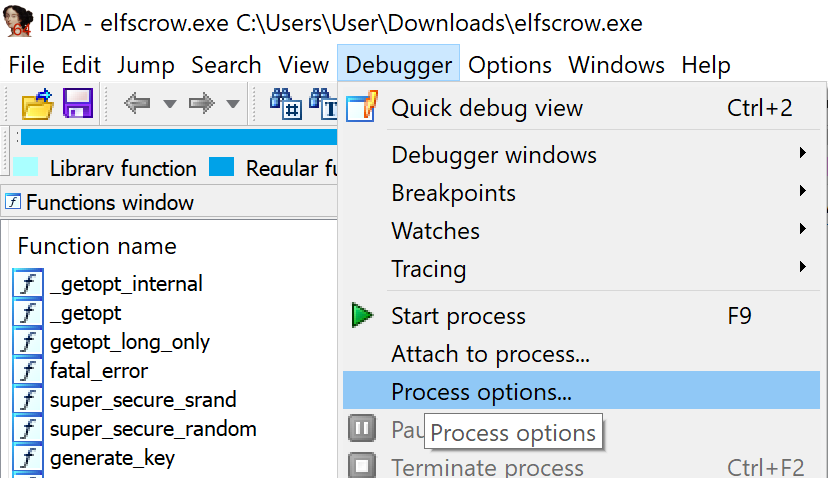 IDA - elfscrow.exe C:\Users\User\Downloads\elfscrow.exe
File Edit Jump Search View Debugger Options Windows Help
Quick debug view Ctrl+2
Library function Regular fu
Debugger windows
Functions window
Breakpoints
Watches
Function name
Tracing
_getopt_internal
_getopt
Start process F9
getopt_long_only
Attach to process...
fatal_error
Process options...
super_secure_srand
super_secure_random
Pau
Process options
generate_key
Terminate process Ctrl+F2